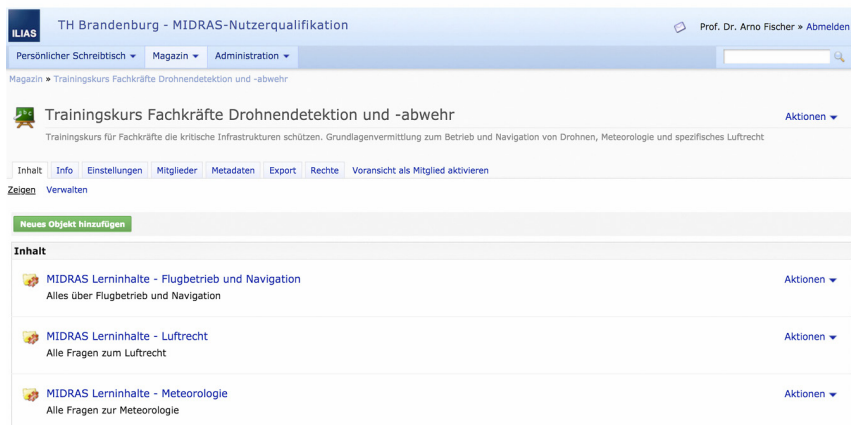 ILIAS TH Brandenburg - MIDRAS-Nutzerqualifikation Prof. Dr. Arno Fischer » Abmelden
Persönlicher Schreibtisch Magazin Administration
Magazin » Trainingskurs Fachkräfte Drohnendetektion und -abwehr
abc Trainingskurs Fachkräfte Drohnendetektion und -abwehr Aktionen
Trainingskurs für Fachkräfte die kritische Infrastrukturen schützen. Grundlagenvermittlung zum Betrieb und Navigation von Drohnen, Meteorologie und spezifisches Luftrecht
Inhalt Info Einstellungen Mitglieder Metadaten Export Rechte Voransicht als Mitglied aktivieren
Zeigen Verwalten
Neues Objekt hinzufügen
Inhalt
MIDRAS Lerninhalte - Flugbetrieb und Navigation Aktionen
Alles über Flugbetrieb und Navigation
MIDRAS Lerninhalte - Luftrecht Aktionen
Alle Fragen zum Luftrecht
MIDRAS Lerninhalte - Meteorologie Aktionen
Alle Fragen zur Meteorologie